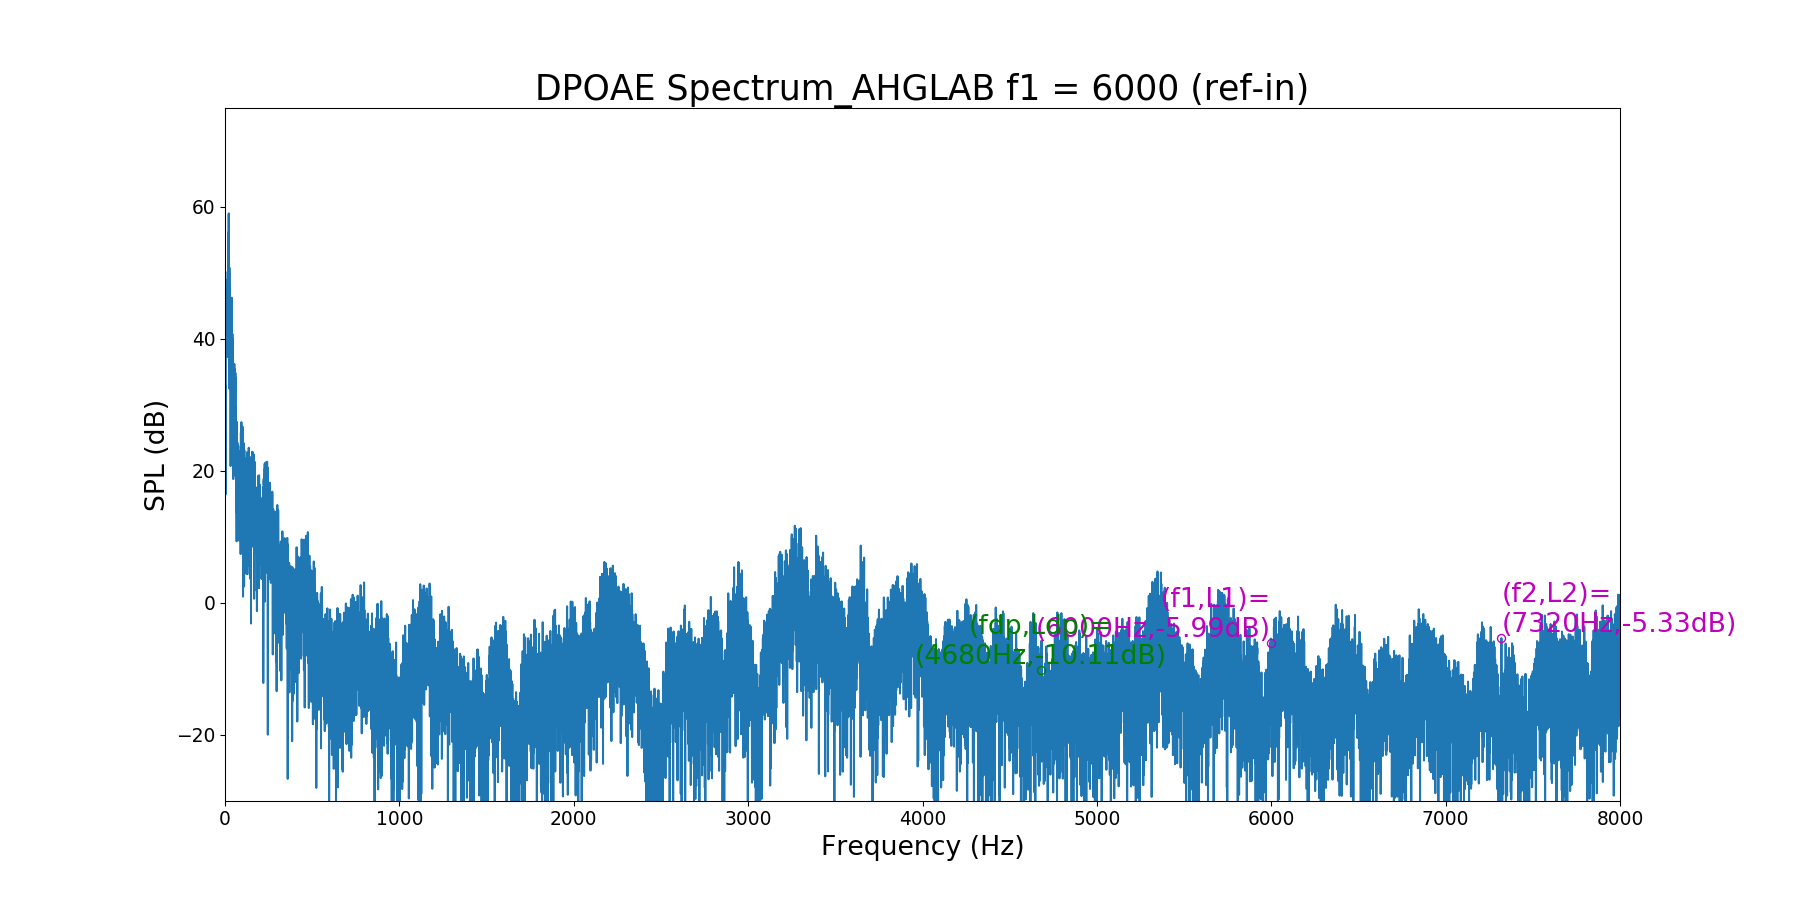 DPOAE Spectrum_AHGLAB f1 = 6000 (ref-in)
SPL (dB)
60
40
20
0
−20
(f1,L1)=
(6000Hz,-5.99dB)
(f2,L2)=
(7320Hz,-5.33dB)
(fdp,Ldp)=
(4680Hz,-10.11dB)
0 1000 2000 3000 4000 5000 6000 7000 8000
Frequency (Hz)